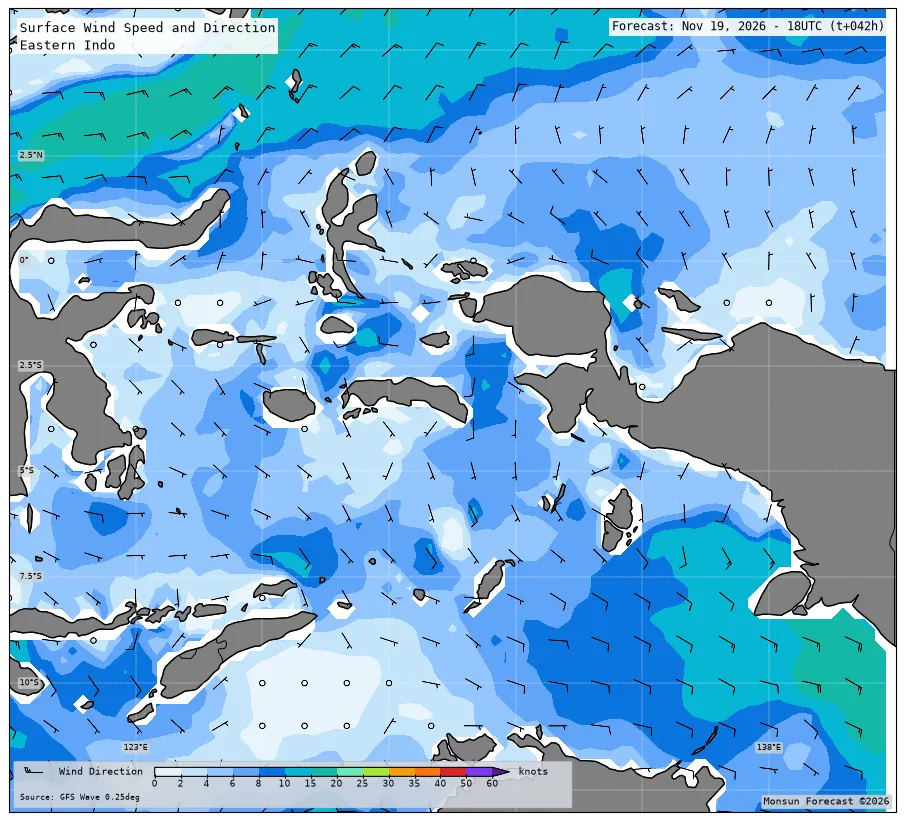 Surface Wind Speed and Direction
Eastern Indo
Forecast: Nov 19, 2026 - 18UTC (t+042h)
2.5°N
0°
2.5°S
5°S
7.5°S
10°S
123°E
138°E
Wind Direction
0 2 4 6 8 10 15 20 25 30 35 40 50 60
knots
Source: GFS Wave 0.25deg
Monsun Forecast ©2026